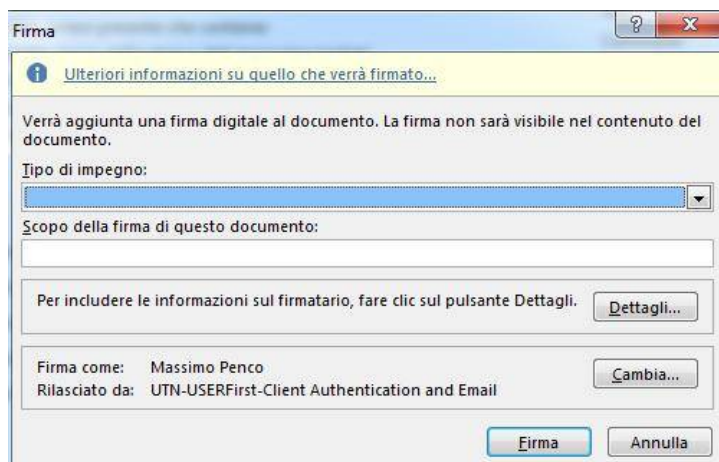 Firma
Ulteriori informazioni su quello che verrà firmato...
Verrà aggiunta una firma digitale al documento. La firma non sarà visibile nel contenuto del
documento.
Tipo di impegno:
Scopo della firma di questo documento:
Per includere le informazioni sul firmatario, fare clic sul pulsante Dettagli.
Dettagli...
Firma come: Massimo Penco
Rilasciato da: UTN-USERFirst-Client Authentication and Email
Cambia...
Firma
Annulla